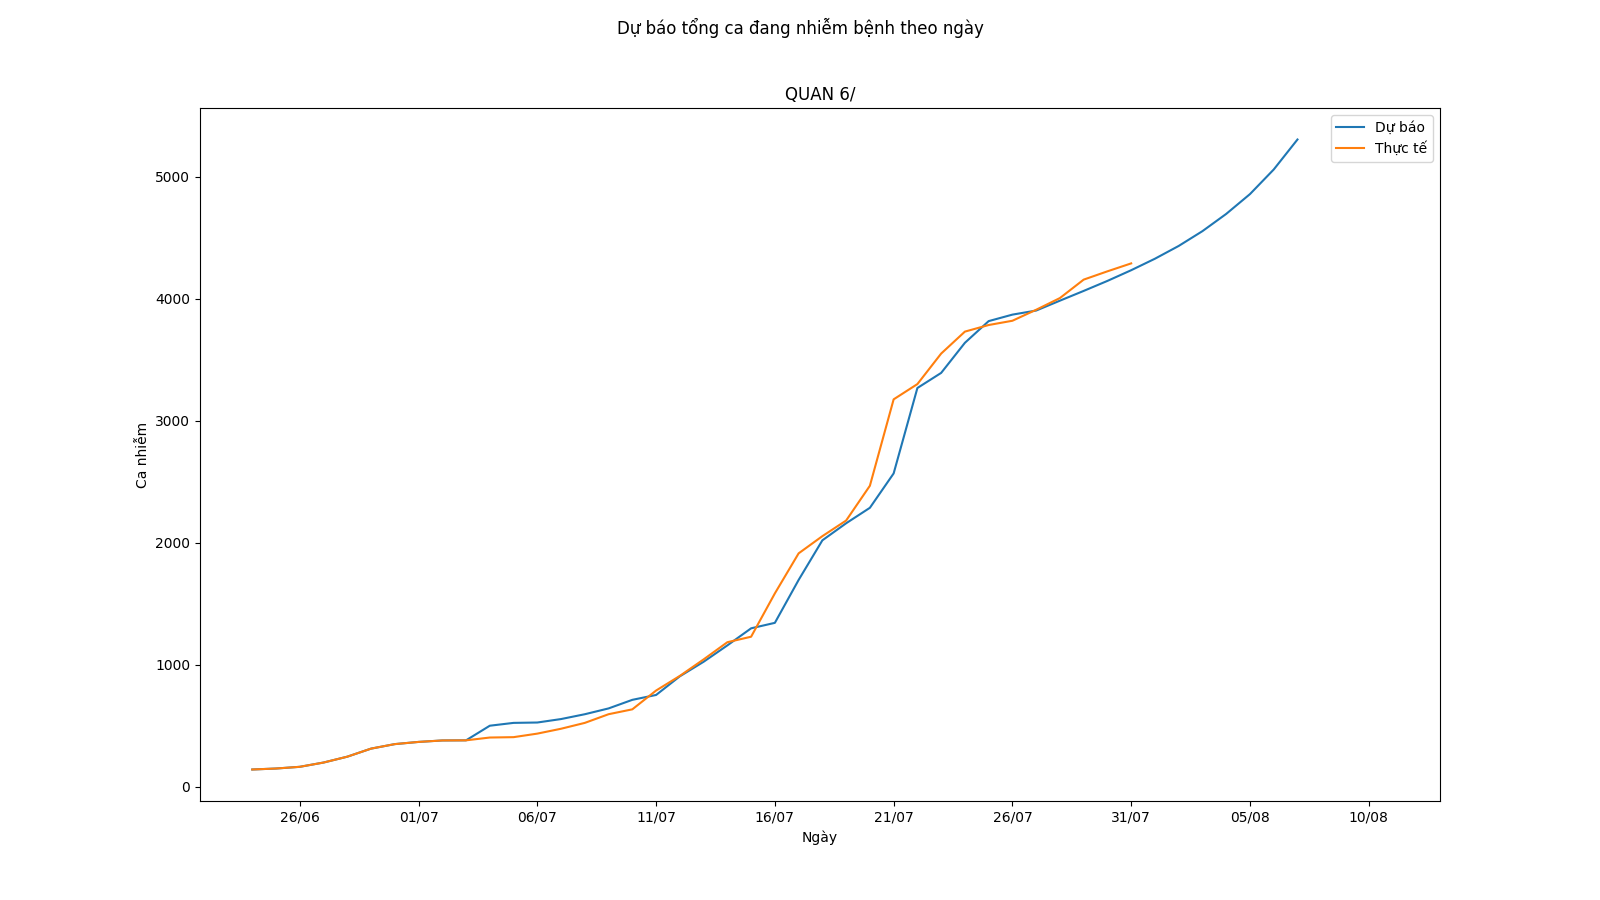 Dự báo tổng ca đang nhiễm bệnh theo ngày
QUAN 6/
Dự báo
Thực tế
5000
4000
3000
2000
1000
0
Ca nhiễm
26/06 01/07 06/07 11/07 16/07 21/07 26/07 31/07 05/08 10/08
Ngày